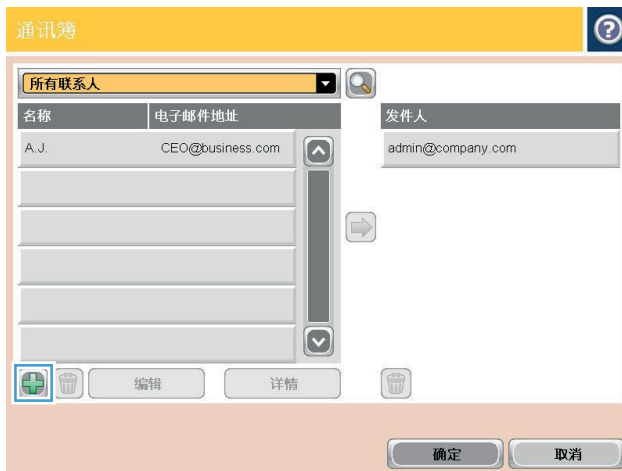 通讯簿
所有联系人
名称 电子邮件地址 发件人
A.J. CEO@business.com admin@company.com
编辑 详情
确定 取消